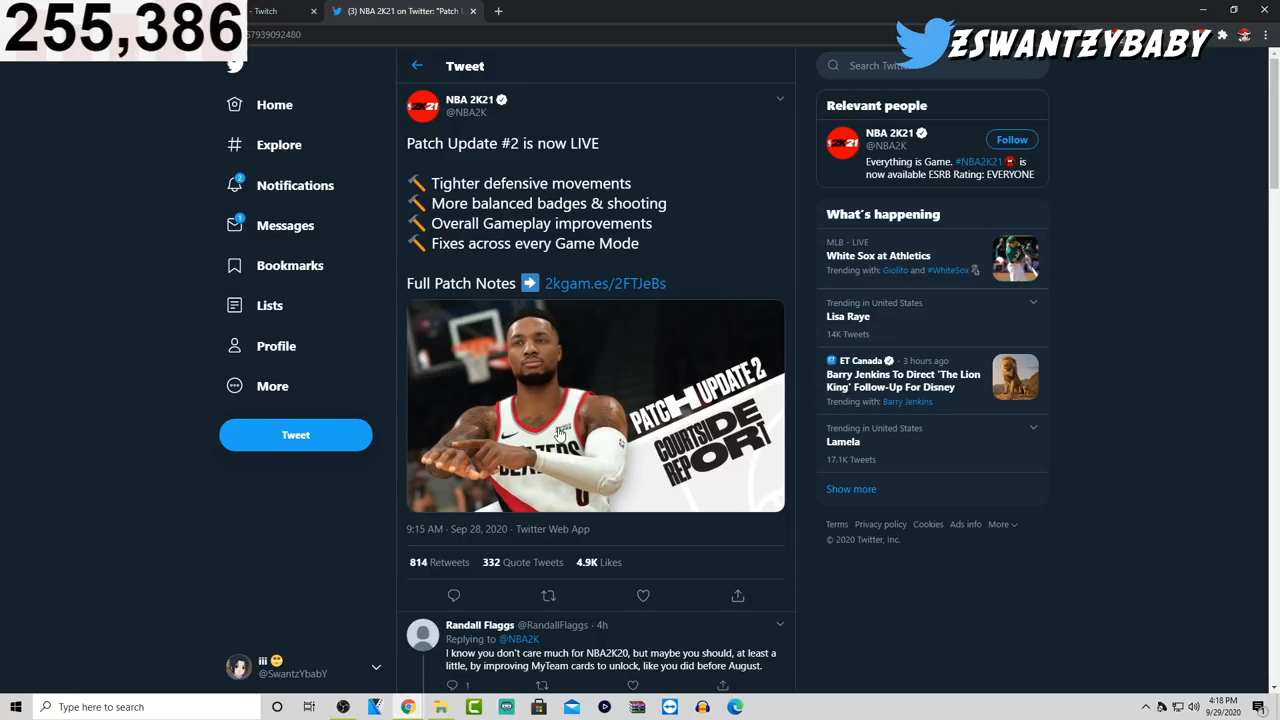 255,386
- Twitch
(3) NBA 2K21 on Twitter: "Patch U
57939092480
ZSWANTZYBABY
Home
Explore
2
Notifications
1
Messages
Bookmarks
Lists
Profile
More
Tweet
iii
@SwantzYbabY
Tweet
2K21
NBA 2K21
@NBA2K
Patch Update #2 is now LIVE
Tighter defensive movements
More balanced badges & shooting
Overall Gameplay improvements
Fixes across every Game Mode
Full Patch Notes 2kgam.es/2FTJeBs
PATCH UPDATE 2
COURTSIDE
REPORT
9:15 AM · Sep 28, 2020 · Twitter Web App
814 Retweets 332 Quote Tweets 4.9K Likes
Randall Flaggs @RandallFlaggs · 4h
Replying to @NBA2K
I know you don't care much for NBA2K20, but maybe you should, at least a
little, by improving MyTeam cards to unlock, like you did before August.
1
Search Twitt
Relevant people
2K21
NBA 2K21
@NBA2K
Follow
Everything is Game. #NBA2K21 is
now available ESRB Rating: EVERYONE
What's happening
MLB · LIVE
White Sox at Athletics
Trending with: Giolito and #WhiteSox
Trending in United States
Lisa Raye
14K Tweets
ET Canada · 3 hours ago
Barry Jenkins To Direct 'The Lion
King' Follow-Up For Disney
Trending with: Barry Jenkins
Trending in United States
Lamela
17.1K Tweets
Show more
Terms Privacy policy Cookies Ads info More
© 2020 Twitter, Inc.
Type here to search
4:18 PM
9/29/2020
1